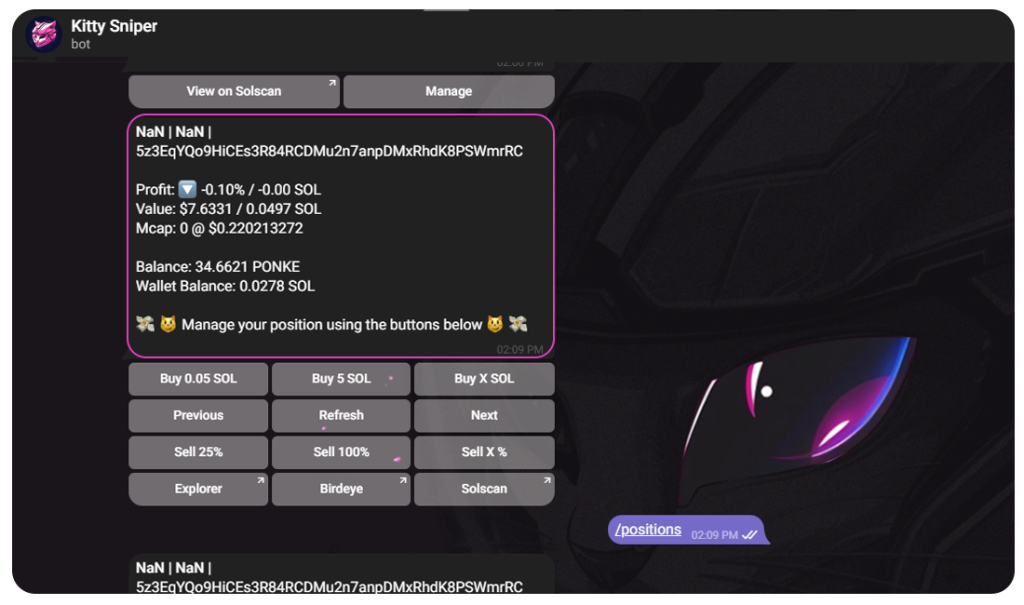 Kitty Sniper
bot
02:00 PM
View on Solscan
Manage
NaN | NaN |
5z3EqYQo9HiCEs3R84RCDMu2n7anpDMxRhdK8PSWmrRC
Profit: 🔽 -0.10% / -0.00 SOL
Value: $7.6331 / 0.0497 SOL
Mcap: 0 @ $0.220213272
Balance: 34.6621 PONKE
Wallet Balance: 0.0278 SOL
💸 😼 Manage your position using the buttons below 😼 💸
02:09 PM
Buy 0.05 SOL
Buy 5 SOL
Buy X SOL
Previous
Refresh
Next
Sell 25%
Sell 100%
Sell X %
Explorer
Birdeye
Solscan
/positions 02:09 PM
NaN | NaN |
5z3EqYQo9HiCEs3R84RCDMu2n7anpDMxRhdK8PSWmrRC